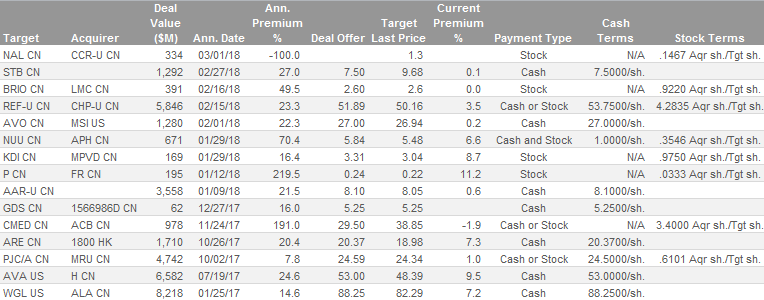 Deal Ann. Target Current
Value Premium Premium Cash
Target Acquirer ($M) Ann. Date % Deal Offer Last Price % Payment Type Terms Stock Terms
NAL CN CCR-U CN 334 03/01/18 -100.0 1.3 Stock N/A .1467 Aqr sh./Tgt sh.
STB CN 1,292 02/27/18 27.0 7.50 9.68 0.1 Cash 7.5000/sh.
BRIO CN LMC CN 391 02/16/18 49.5 2.60 2.6 0.0 Stock N/A .9220 Aqr sh./Tgt sh.
REF-U CN CHP-U CN 5,846 02/15/18 23.3 51.89 50.16 3.5 Cash or Stock 53.7500/sh. 4.2835 Aqr sh./Tgt sh.
AVO CN MSI US 1,280 02/01/18 22.3 27.00 26.94 0.2 Cash 27.0000/sh.
NUU CN APH CN 671 01/29/18 70.4 5.84 5.48 6.6 Cash and Stock 1.0000/sh. .3546 Aqr sh./Tgt sh.
KDI CN MPVD CN 169 01/29/18 16.4 3.31 3.04 8.7 Stock N/A .9750 Aqr sh./Tgt sh.
P CN FR CN 195 01/12/18 219.5 0.24 0.22 11.2 Stock N/A .0333 Aqr sh./Tgt sh.
AAR-U CN 3,558 01/09/18 21.5 8.10 8.05 0.6 Cash 8.1000/sh.
GDS CN 1566986D CN 62 12/27/17 16.0 5.25 5.25 Cash 5.2500/sh.
CMED CN ACB CN 978 11/24/17 191.0 29.50 38.85 -1.9 Cash or Stock N/A 3.4000 Aqr sh./Tgt sh.
ARE CN 1800 HK 1,710 10/26/17 20.4 20.37 18.98 7.3 Cash 20.3700/sh.
PJC/A CN MRU CN 4,742 10/02/17 7.8 24.59 24.34 1.0 Cash or Stock 24.5000/sh. .6101 Aqr sh./Tgt sh.
AVA US H CN 6,582 07/19/17 24.6 53.00 48.39 9.5 Cash 53.0000/sh.
WGL US ALA CN 8,218 01/25/17 14.6 88.25 82.29 7.2 Cash 88.2500/sh.